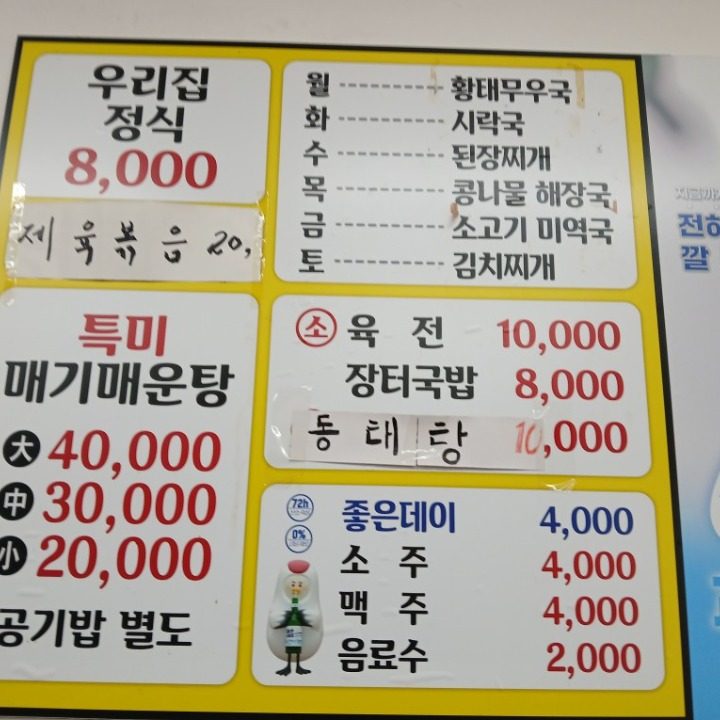 우리집
정식
8,000
제육볶음 20,
특미
매기매운탕
大 40,000
中 30,000
小 20,000
공기밥 별도
월 ---------- 황태무우국
화 ---------- 시락국
수 ---------- 된장찌개
목 ---------- 콩나물 해장국
금 ---------- 소고기 미역국
토 ---------- 김치찌개
소 육전 10,000
장터국밥 8,000
동태탕 10,000
72h
0%
좋은데이 4,000
소주 4,000
맥주 4,000
음료수 2,000
지금까지
전하
깔